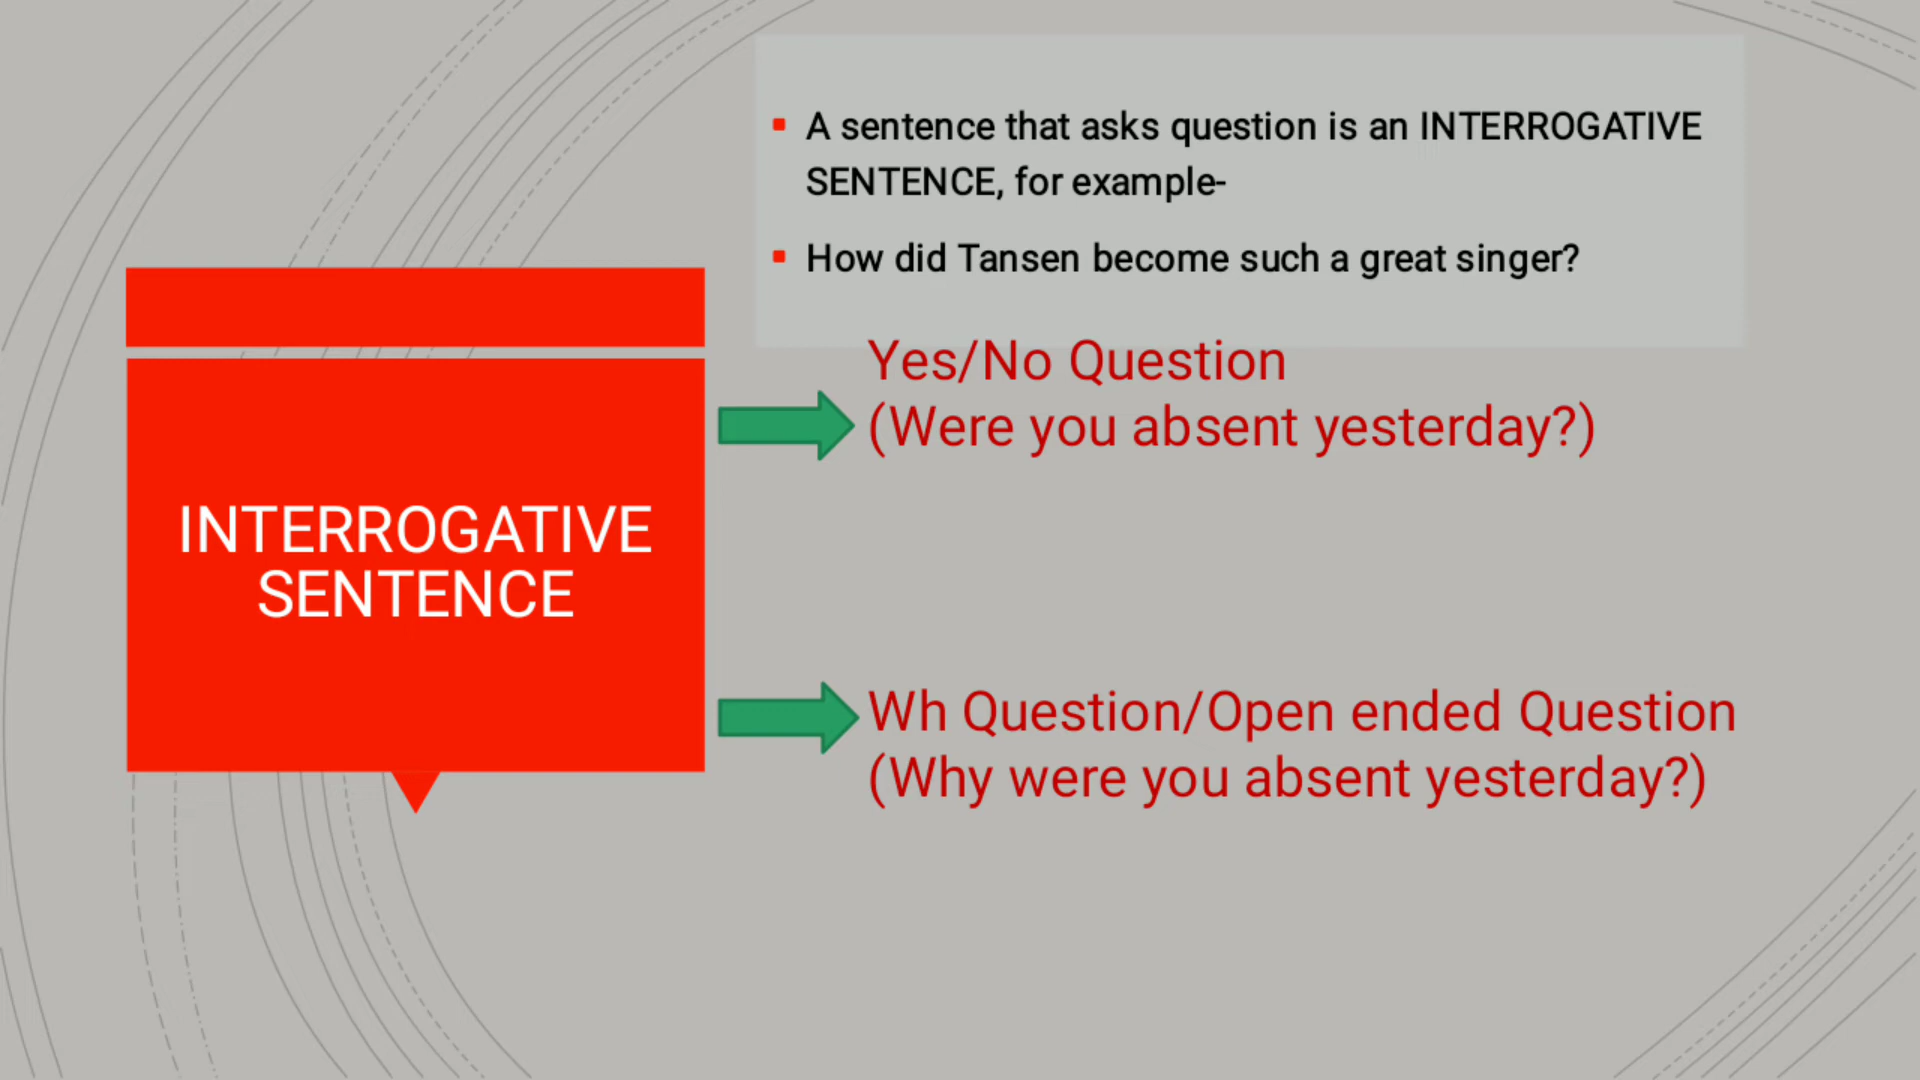 A sentence that asks question is an INTERROGATIVE
SENTENCE, for example-
How did Tansen become such a great singer?
INTERROGATIVE
SENTENCE
Yes/No Question
(Were you absent yesterday?)
Wh Question/Open ended Question
(Why were you absent yesterday?)